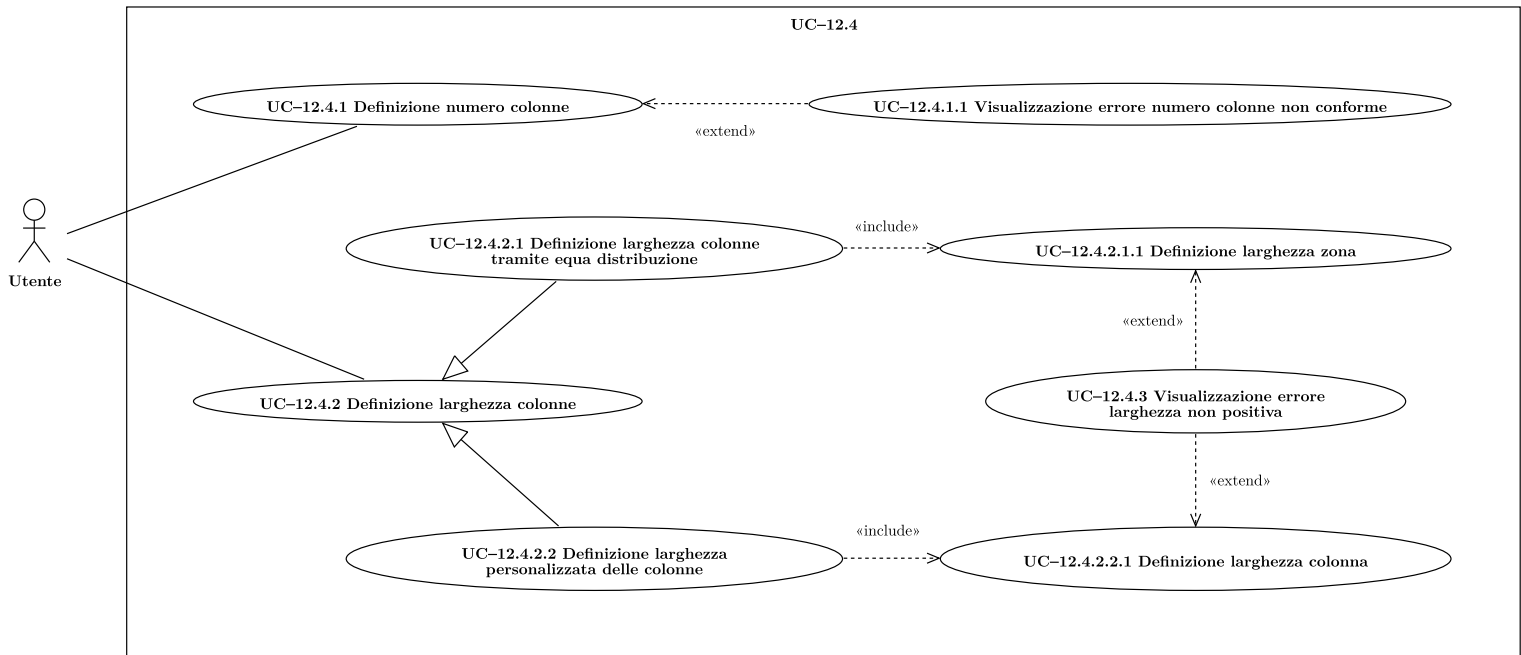 UC–12.4
UC–12.4.1 Definizione numero colonne
UC–12.4.1.1 Visualizzazione errore numero colonne non conforme
«extend»
Utente
UC–12.4.2.1 Definizione larghezza colonne
tramite equa distribuzione
«include»
UC–12.4.2.1.1 Definizione larghezza zona
«extend»
UC–12.4.2 Definizione larghezza colonne
UC–12.4.3 Visualizzazione errore
larghezza non positiva
«extend»
UC–12.4.2.2 Definizione larghezza
personalizzata delle colonne
«include»
UC–12.4.2.2.1 Definizione larghezza colonna